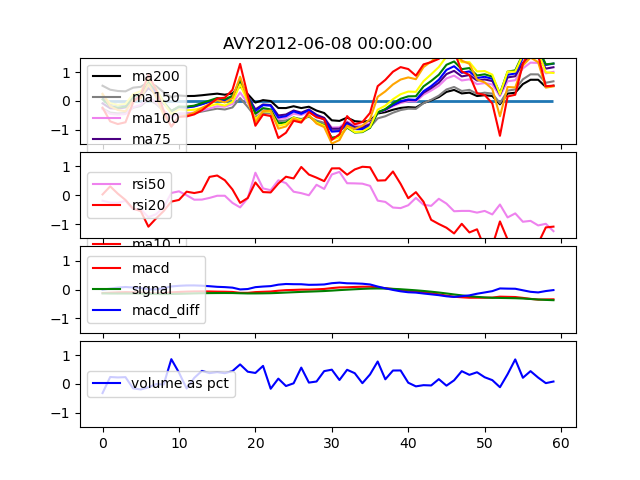 AVY2012-06-08 00:00:00
1
0
−1
ma200
ma150
ma100
ma75
1
0
−1
rsi50
rsi20
ma10
1
0
−1
macd
signal
macd_diff
1
0
−1
volume as pct
0 10 20 30 40 50 60